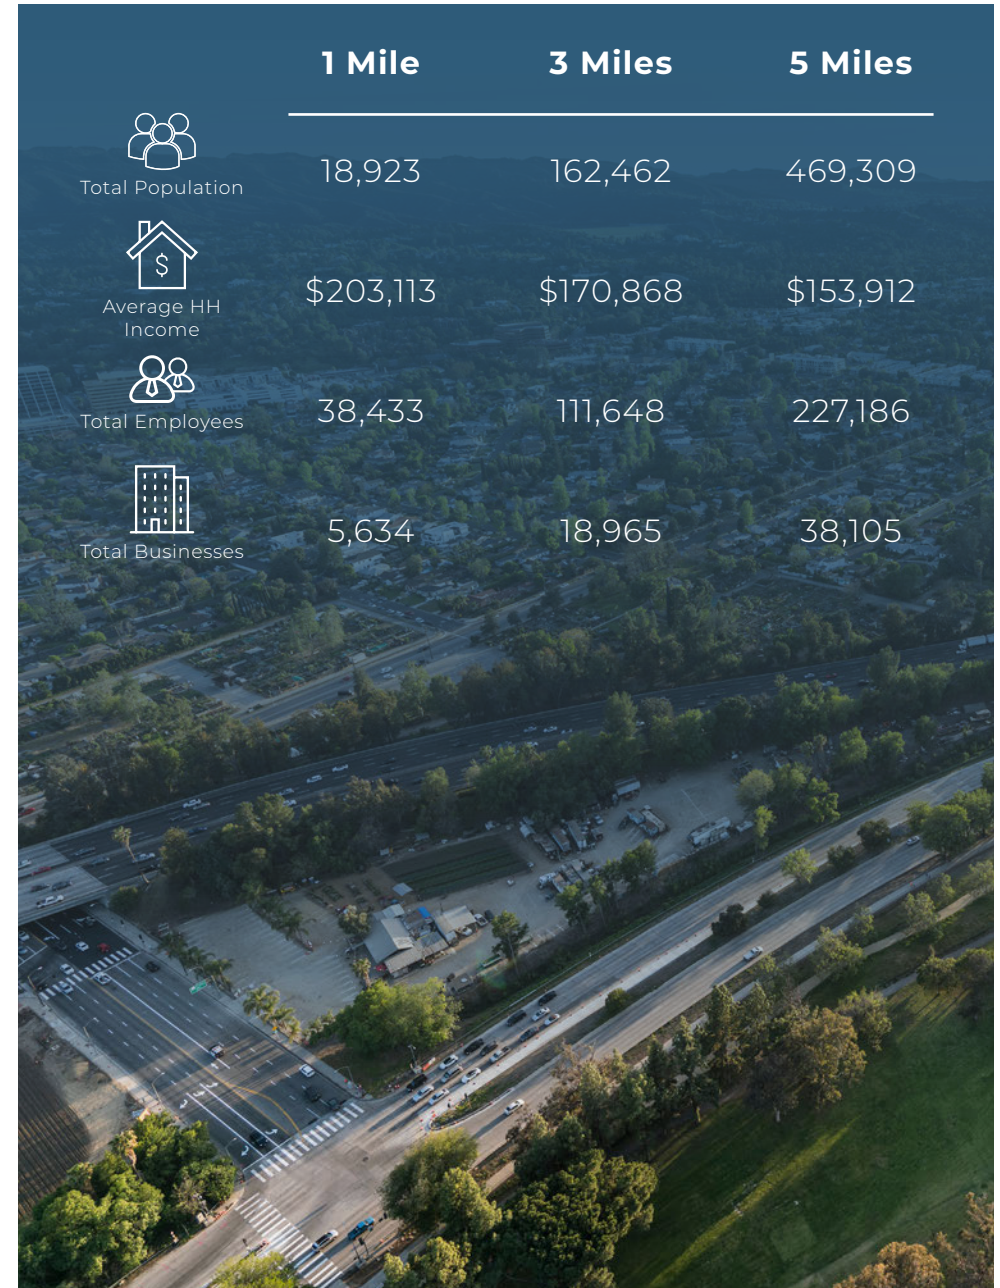 1 Mile 3 Miles 5 Miles
Total Population 18,923 162,462 469,309
$
Average HH
Income $203,113 $170,868 $153,912
Total Employees 38,433 111,648 227,186
Total Businesses 5,634 18,965 38,105